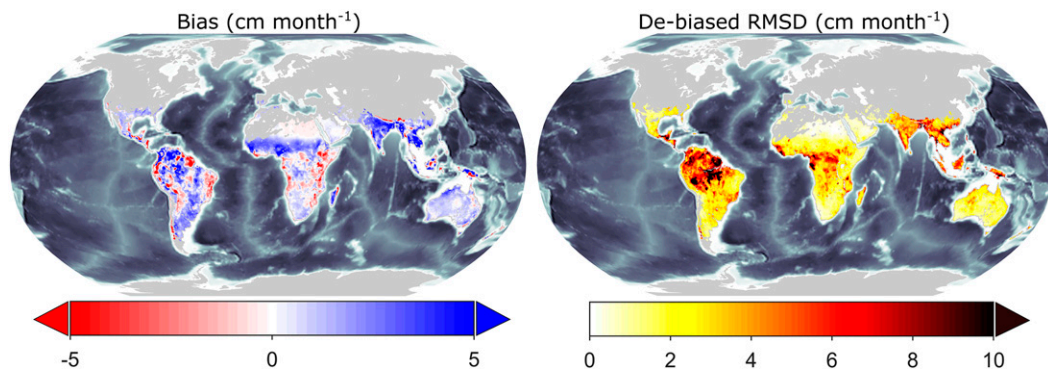 Bias (cm month⁻¹)
De-biased RMSD (cm month⁻¹)
-5 0 5
0 2 4 6 8 10